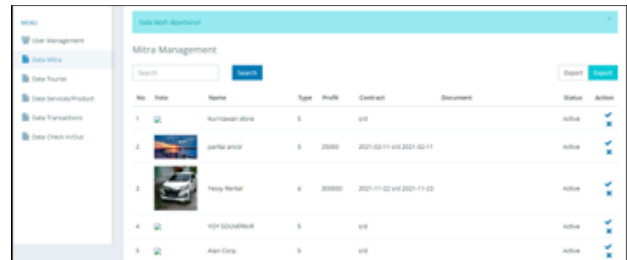 MENU
User Management
Data Mitra
Data Tourist
Data Services/Product
Data Transactions
Data Check In/Out
Data telah diperbarui!
×
Mitra Management
Search Search Export Export
No Foto Name Type Profit Contract Document Status Action
1 Kurniawan store 5 s/d Active
2 pantai ancol 3 25000 2021-02-11 s/d 2021-02-11 Active
3 Yessy Rental 4 300000 2021-11-22 s/d 2021-11-23 Active
4 YOY SOUVENIR 5 s/d Active
5 Alan Corp. 5 s/d Active